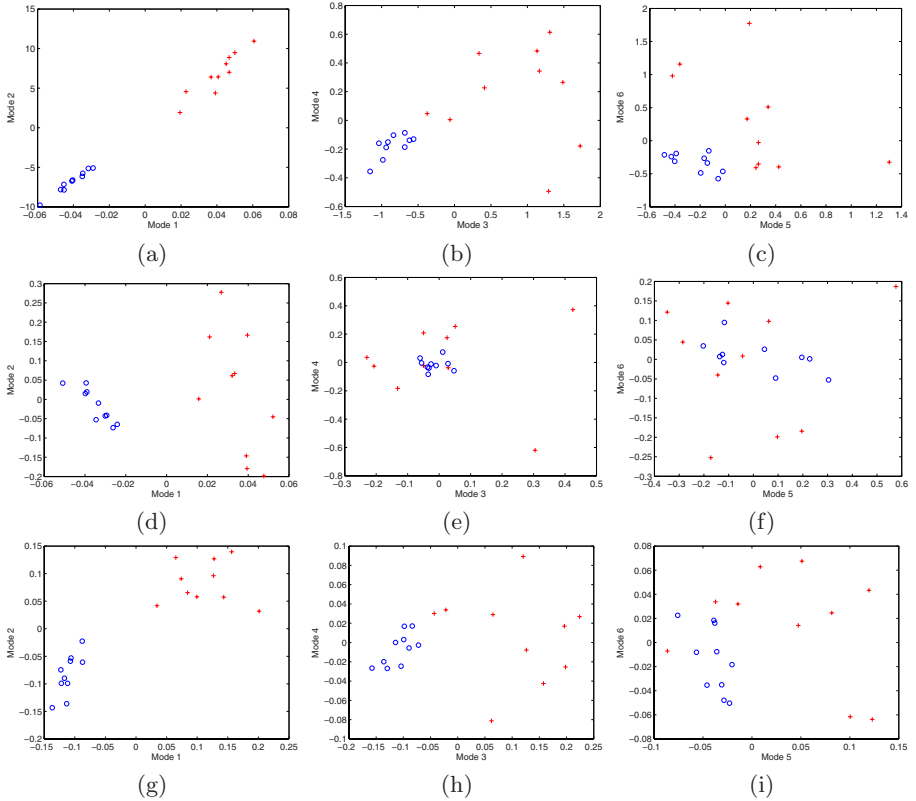 15
10
5
0
−5
−10
Mode 2
−0.06 −0.04 −0.02 0 0.02 0.04 0.06 0.08
Mode 1
(a)
0.8
0.6
0.4
0.2
0
−0.2
−0.4
−0.6
Mode 4
−1.5 −1 −0.5 0 0.5 1 1.5 2
Mode 3
(b)
2
1.5
1
0.5
0
−0.5
−1
Mode 6
−0.6 −0.4 −0.2 0 0.2 0.4 0.6 0.8 1 1.2 1.4
Mode 5
(c)
0.3
0.25
0.2
0.15
0.1
0.05
0
−0.05
−0.1
−0.15
−0.2
Mode 2
−0.06 −0.04 −0.02 0 0.02 0.04 0.06
Mode 1
(d)
0.8
0.6
0.4
0.2
0
−0.2
−0.4
−0.6
−0.8
Mode 4
−0.3 −0.2 −0.1 0 0.1 0.2 0.3 0.4 0.5
Mode 3
(e)
0.2
0.15
0.1
0.05
0
−0.05
−0.1
−0.15
−0.2
−0.25
−0.3
Mode 6
−0.4 −0.3 −0.2 −0.1 0 0.1 0.2 0.3 0.4 0.5 0.6
Mode 5
(f)
0.15
0.1
0.05
0
−0.05
−0.1
−0.15
−0.2
Mode 2
−0.15 −0.1 −0.05 0 0.05 0.1 0.15 0.2 0.25
Mode 1
(g)
0.1
0.08
0.06
0.04
0.02
0
−0.02
−0.04
−0.06
−0.08
−0.1
Mode 4
−0.2 −0.15 −0.1 −0.05 0 0.05 0.1 0.15 0.2 0.25
Mode 3
(h)
0.08
0.06
0.04
0.02
0
−0.02
−0.04
−0.06
−0.08
Mode 6
−0.1 −0.05 0 0.05 0.1 0.15
Mode 5
(i)